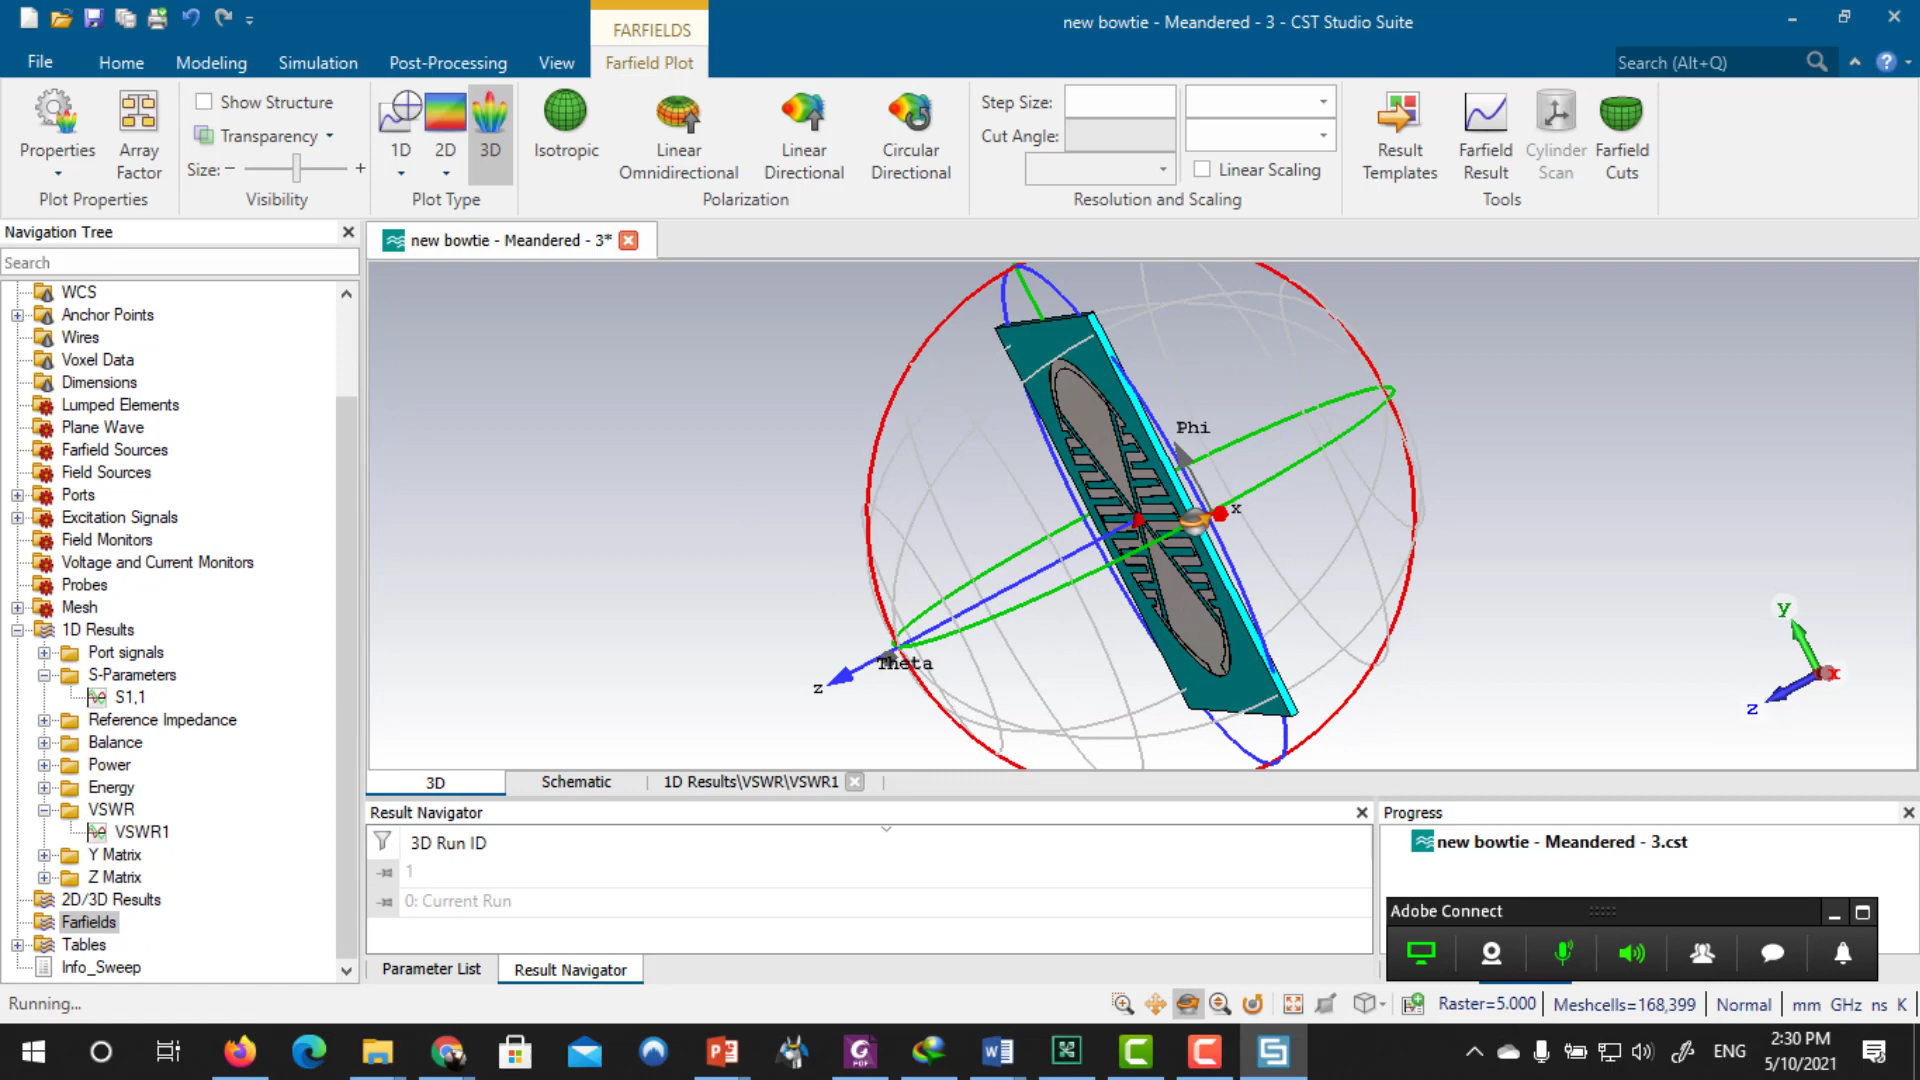 FARFIELDS
new bowtie - Meandered - 3 - CST Studio Suite
File
Home
Modeling
Simulation
Post-Processing
View
Farfield Plot
Search (Alt+Q)
Properties
Array
Factor
Plot Properties
Show Structure
Transparency
Size:
Visibility
1D
2D
3D
Plot Type
Isotropic
Linear
Omnidirectional
Linear
Directional
Circular
Directional
Polarization
Step Size:
Cut Angle:
Linear Scaling
Resolution and Scaling
Result
Templates
Farfield
Result
Cylinder
Scan
Farfield
Cuts
Tools
Navigation Tree
Search
WCS
Anchor Points
Wires
Voxel Data
Dimensions
Lumped Elements
Plane Wave
Farfield Sources
Field Sources
Ports
Excitation Signals
Field Monitors
Voltage and Current Monitors
Probes
Mesh
1D Results
Port signals
S-Parameters
S1,1
Reference Impedance
Balance
Power
Energy
VSWR
VSWR1
Y Matrix
Z Matrix
2D/3D Results
Farfields
Tables
Info_Sweep
new bowtie - Meandered - 3*
Phi
x
Theta
z
y
x
z
3D
Schematic
1D Results\VSWR\VSWR1
Result Navigator
3D Run ID
1
0: Current Run
Parameter List
Result Navigator
Progress
new bowtie - Meandered - 3.cst
Adobe Connect
Running...
Raster=5.000
Meshcells=168,399
Normal
mm GHz ns K
ENG
2:30 PM
5/10/2021